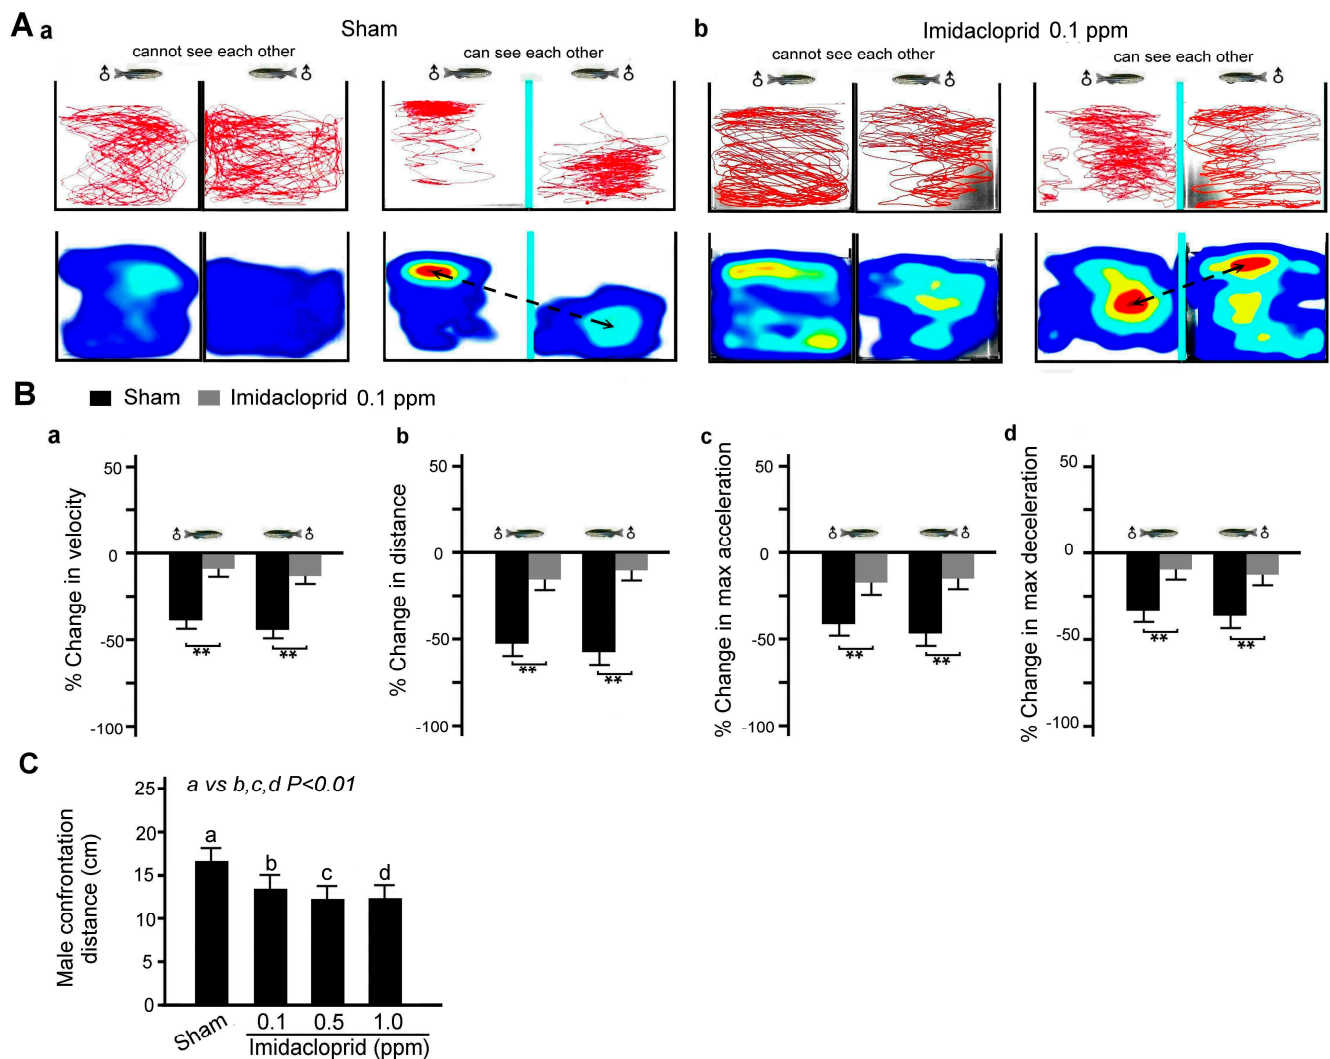 A a Sham
cannot see each other
can see each other
♂ ♂ ♂ ♂
b Imidacloprid 0.1 ppm
cannot see each other
can see each other
♂ ♂ ♂ ♂
B Sham Imidacloprid 0.1 ppm
a
% Change in velocity
50
0
-50
-100
♂ ♂
** **
b
% Change in distance
50
0
-50
-100
♂ ♂
** **
c
% Change in max acceleration
50
0
-50
-100
♂ ♂
** **
d
% Change in max deceleration
50
0
-50
-100
♂ ♂
** **
C
a vs b,c,d P<0.01
Male confrontation
distance (cm)
25
20
15
10
5
0
a
b
c
d
Sham
0.1 0.5 1.0
Imidacloprid (ppm)